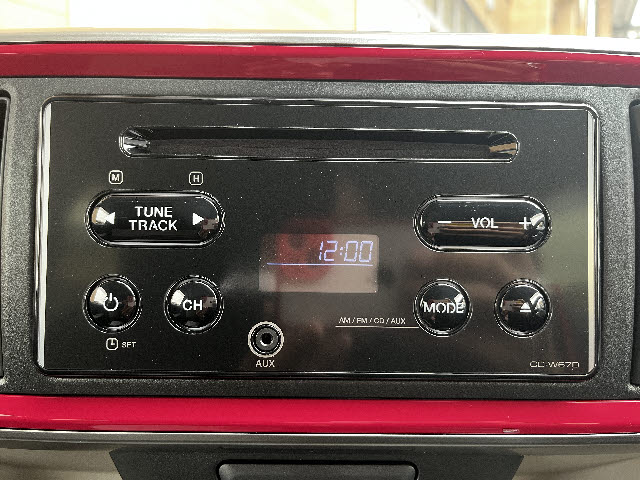 M H
TUNE
TRACK
- VOL +
12:00
CH
MODE
AM / FM / CD / AUX
SET
AUX